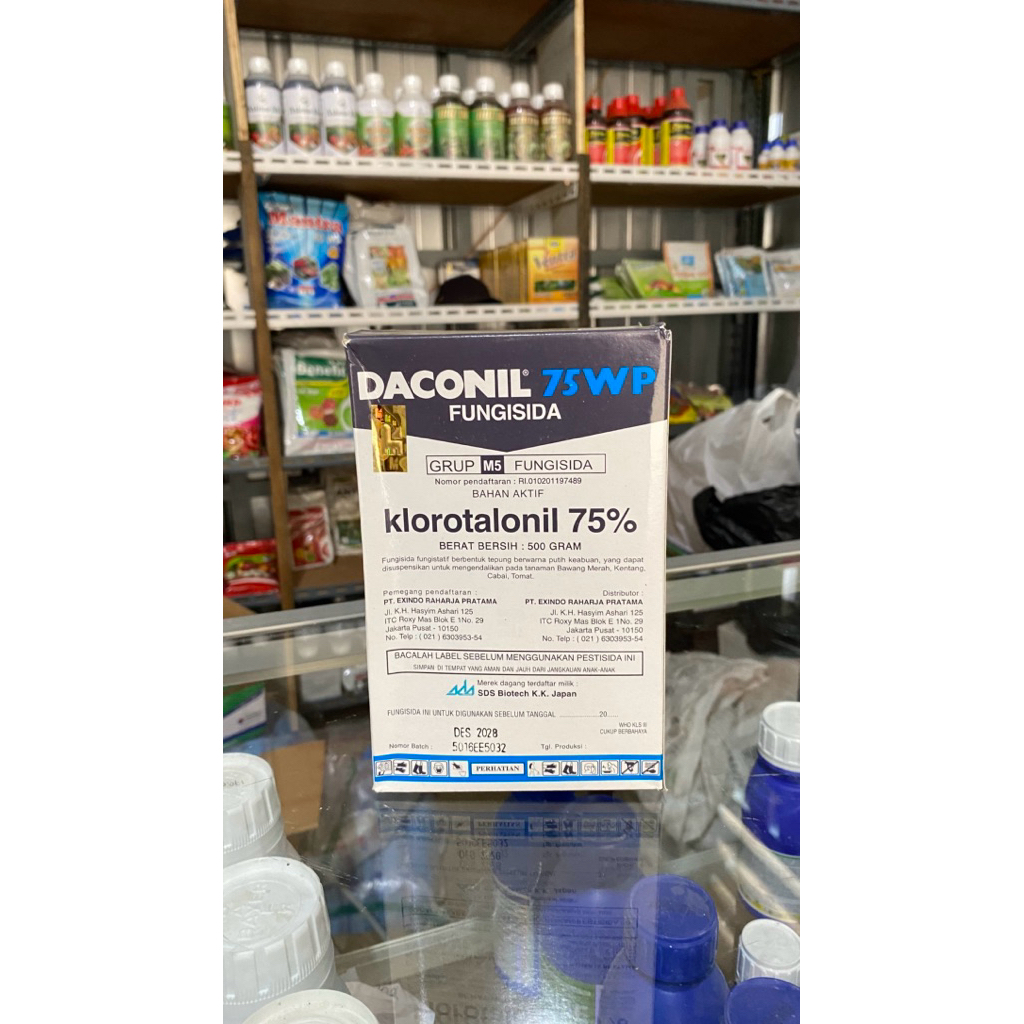 DACONIL® 75WP
FUNGISIDA
GRUP M5 FUNGISIDA
Nomor pendaftaran : RI.010201197489
BAHAN AKTIF
klorotalonil 75%
BERAT BERSIH : 500 GRAM
Fungisida fungistatif berbentuk tepung berwarna putih keabuan, yang dapat
disuspensikan untuk mengendalikan pada tanaman Bawang Merah, Kentang,
Cabai, Tomat.
Pemegang pendaftaran :
PT. EXINDO RAHARJA PRATAMA
Jl. K.H. Hasyim Ashari 125
ITC Roxy Mas Blok E 1No. 29
Jakarta Pusat - 10150
No. Telp : ( 021 ) 6303953-54
Distributor :
PT. EXINDO RAHARJA PRATAMA
Jl. K.H. Hasyim Ashari 125
ITC Roxy Mas Blok E 1No. 29
Jakarta Pusat - 10150
No. Telp : ( 021 ) 6303953-54
BACALAH LABEL SEBELUM MENGGUNAKAN PESTISIDA INI
SIMPAN DI TEMPAT YANG AMAN DAN JAUH DARI JANGKAUAN ANAK-ANAK
Merek dagang terdaftar milik :
sds SDS Biotech K.K. Japan
FUNGISIDA INI UNTUK DIGUNAKAN SEBELUM TANGGAL ..............20.....
WHO KLS III
CUKUP BERBAHAYA
DES 2028
Nomor Batch : 5016EE5032 Tgl. Produksi :
PERHATIAN
Benefit